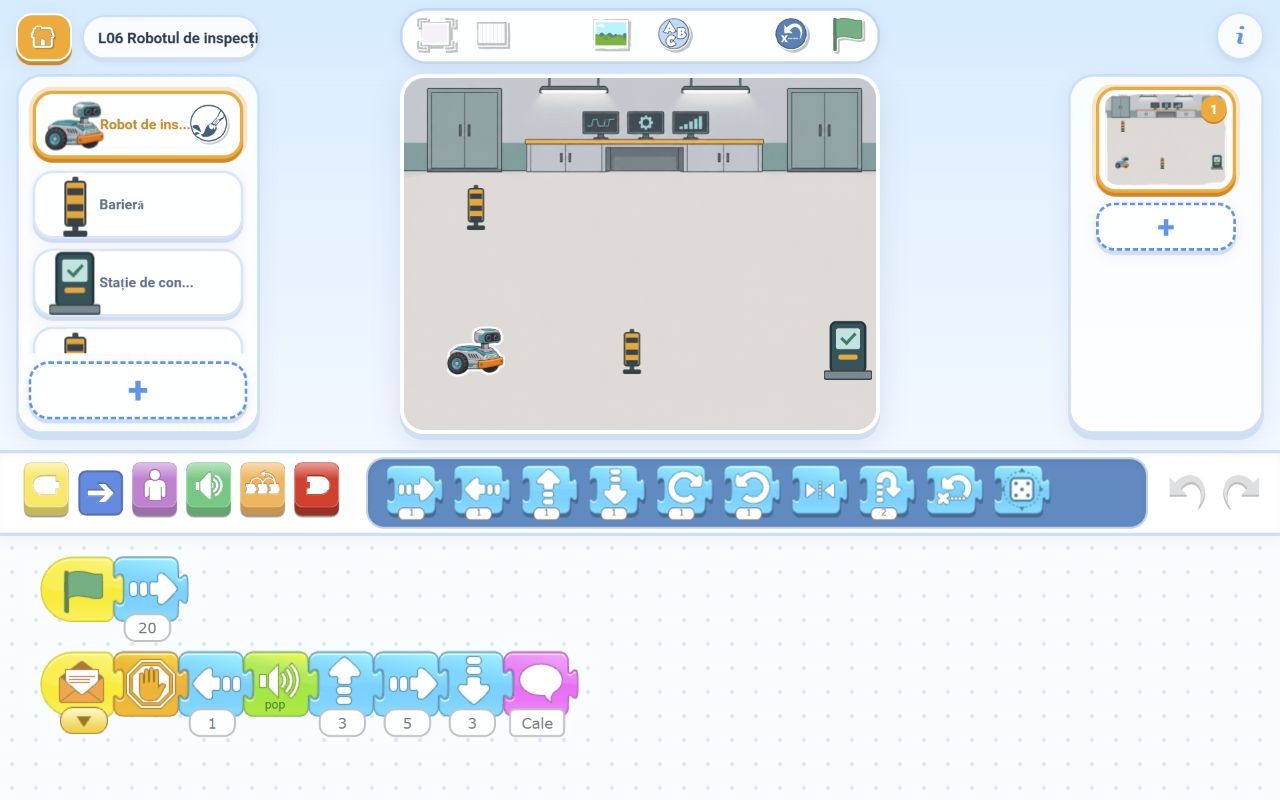 L06 Robotul de inspecți
A
B
C
x
i
Robot de ins...
Barieră
Stație de con...
+
1
+
1
1
1
1
1
1
2
x
20
pop
1
3
5
3
Cale